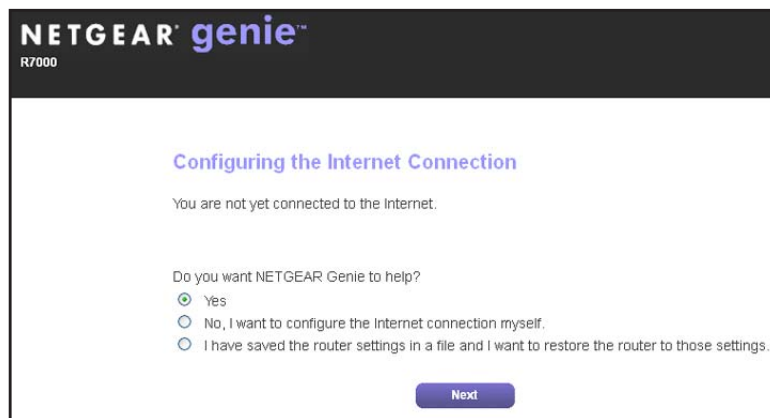 NETGEAR® genie™
R7000
Configuring the Internet Connection
You are not yet connected to the Internet.
Do you want NETGEAR Genie to help?
Yes
No, I want to configure the Internet connection myself.
I have saved the router settings in a file and I want to restore the router to those settings.
Next